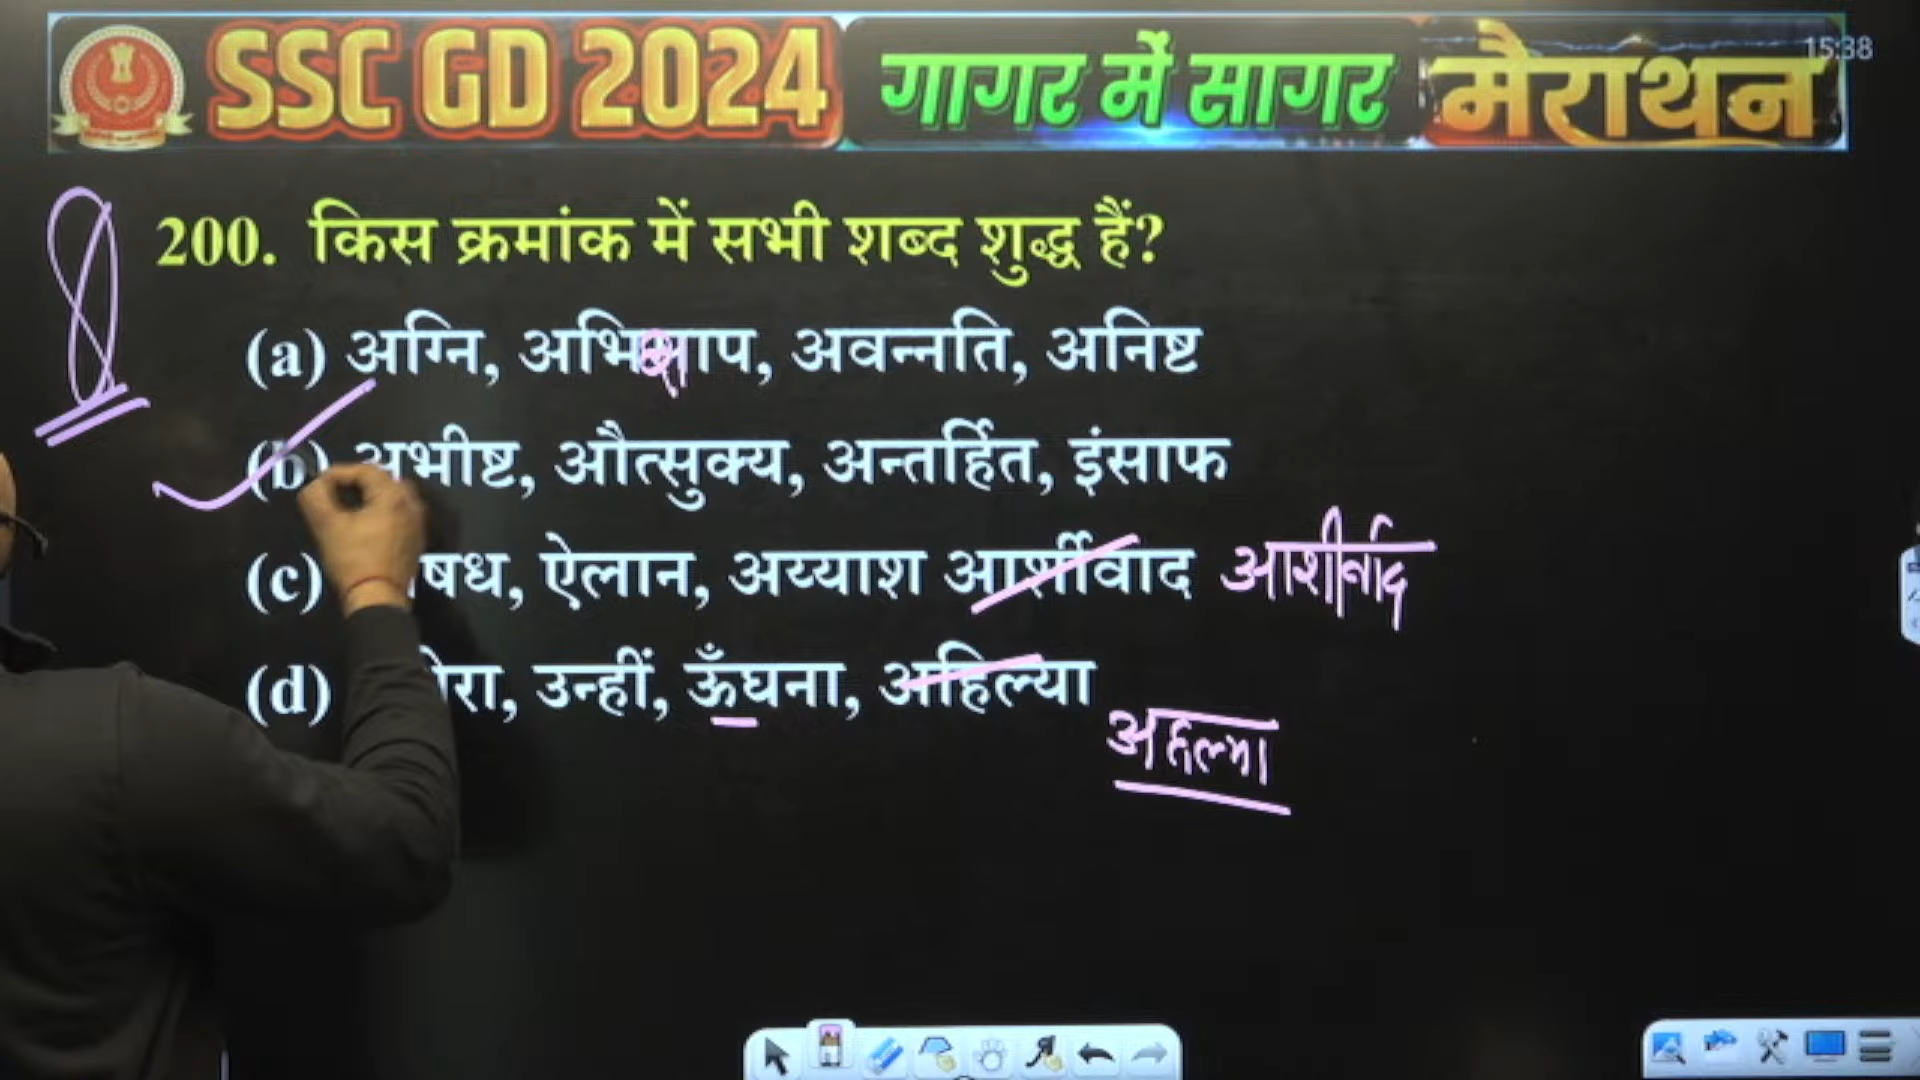 SSC GD 2024 गागर में सागर मैराथन 15:38
200. किस क्रमांक में सभी शब्द शुद्ध हैं?
(a) अग्नि, अवन्नति, अनिष्ट
(b) अभीष्ट, औत्सुक्य, अन्तर्हित, इंसाफ
(c) ऐलान, अय्याश आर्शीवाद आशीर्वाद
(d) उन्हीं, ऊँघना, अहिल्या
अहल्या